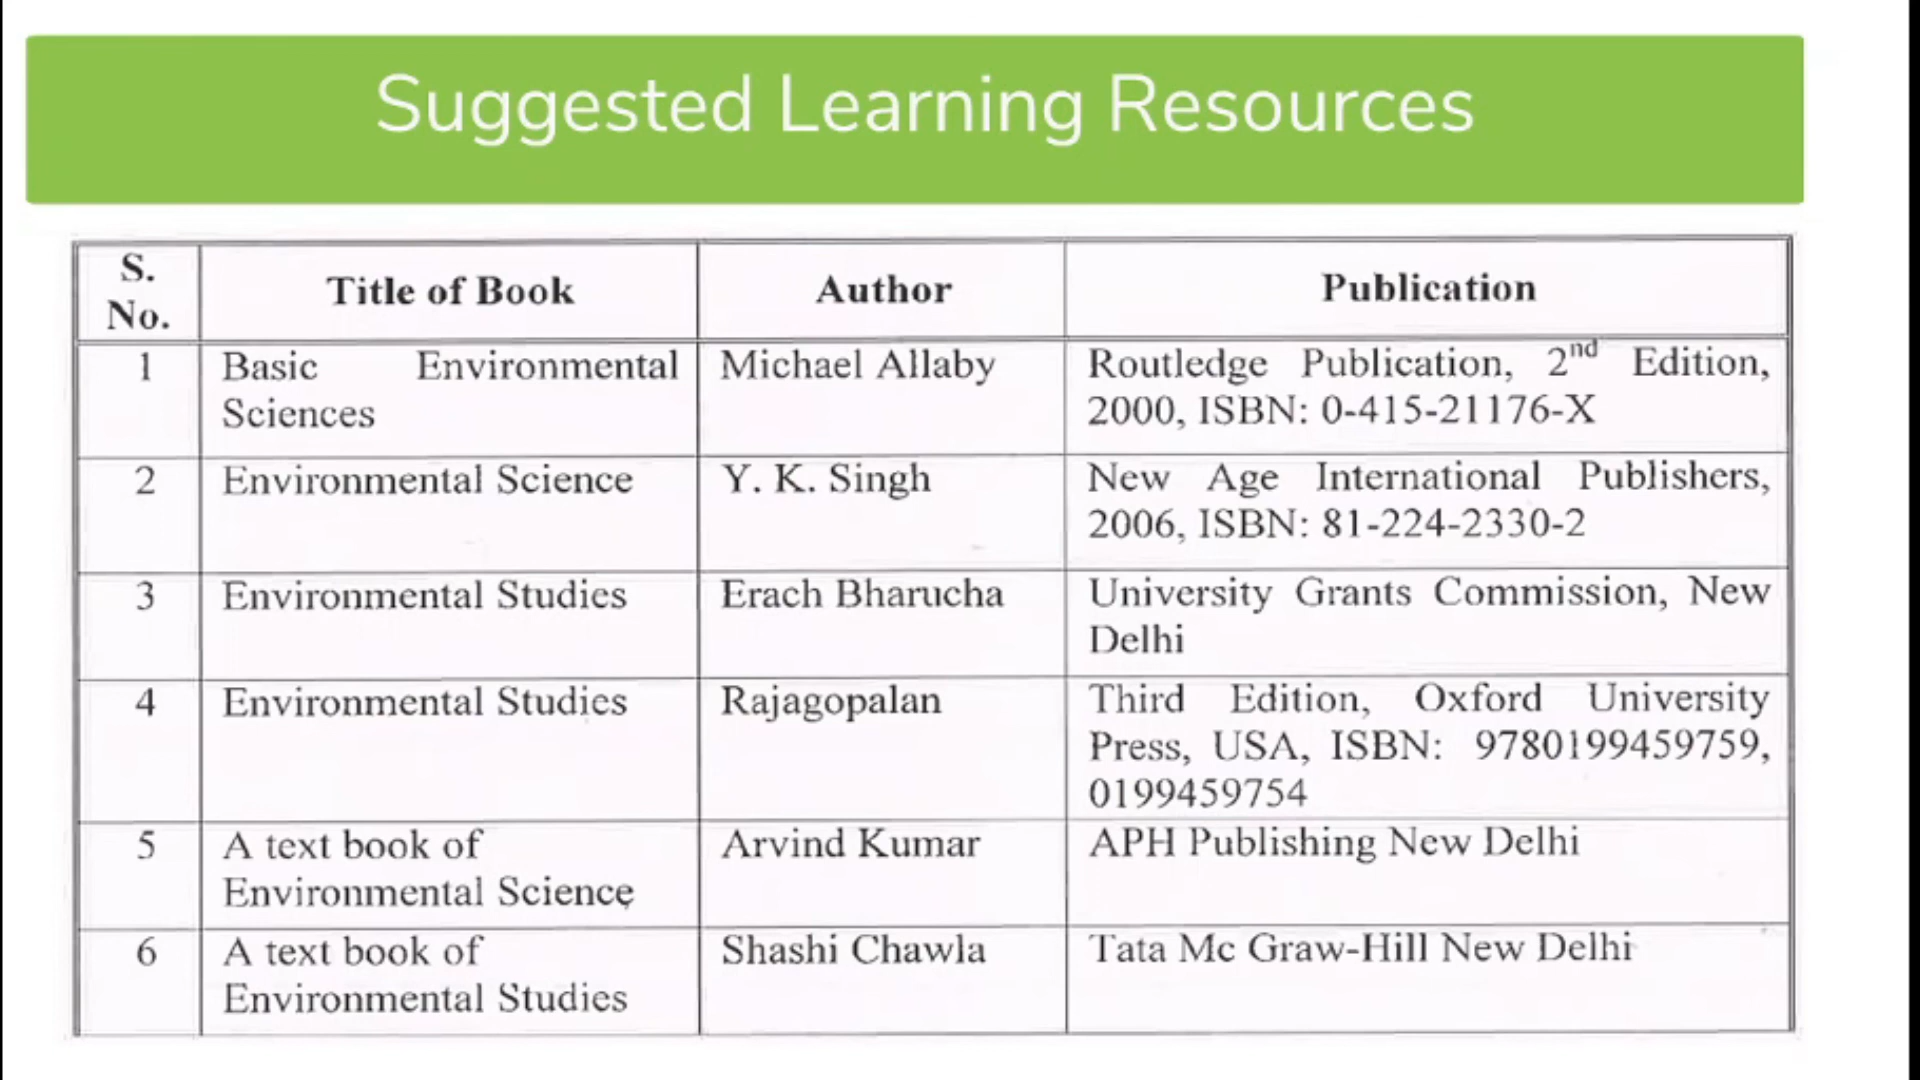 Suggested Learning Resources
S. No. Title of Book Author Publication
1 Basic Environmental Michael Allaby Routledge Publication, 2nd Edition,
Sciences 2000, ISBN: 0-415-21176-X
2 Environmental Science Y. K. Singh New Age International Publishers,
2006, ISBN: 81-224-2330-2
3 Environmental Studies Erach Bharucha University Grants Commission, New
Delhi
4 Environmental Studies Rajagopalan Third Edition, Oxford University
Press, USA, ISBN: 9780199459759,
0199459754
5 A text book of Arvind Kumar APH Publishing New Delhi
Environmental Science
6 A text book of Shashi Chawla Tata Mc Graw-Hill New Delhi
Environmental Studies